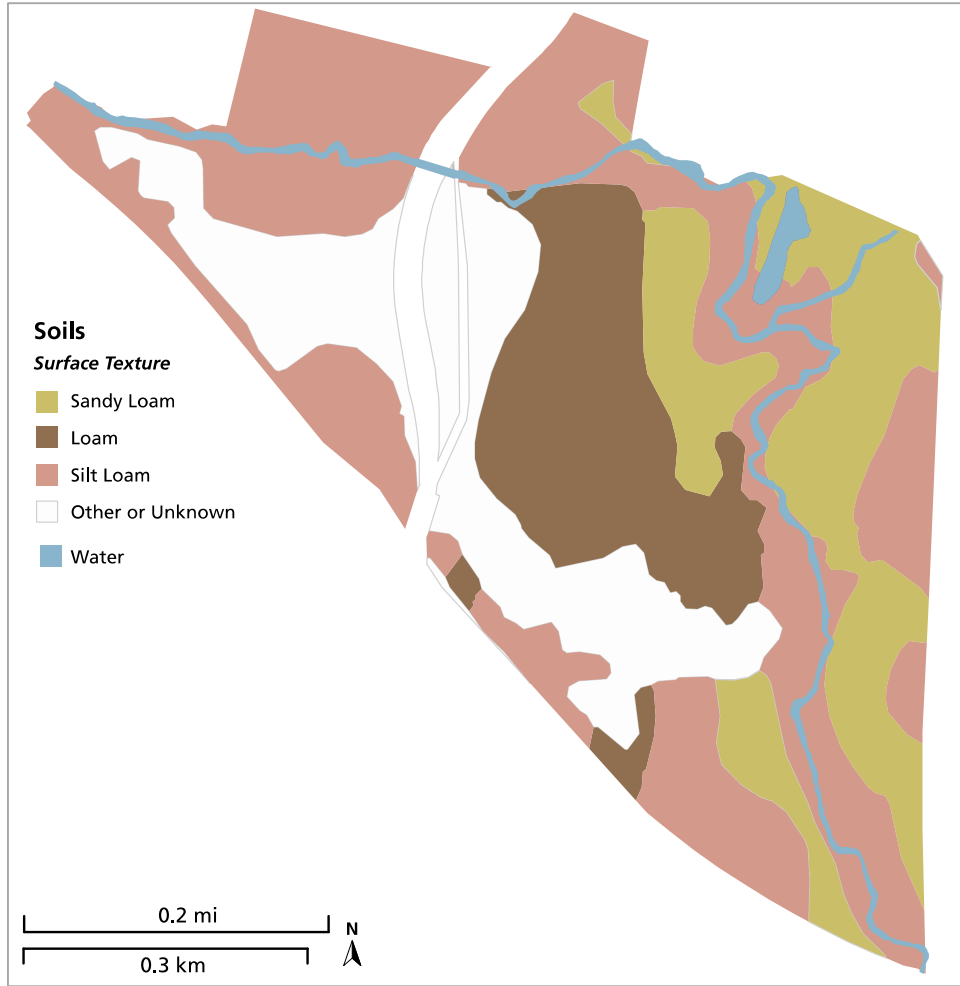 Soils
Surface Texture
Sandy Loam
Loam
Silt Loam
Other or Unknown
Water
0.2 mi
0.3 km
N